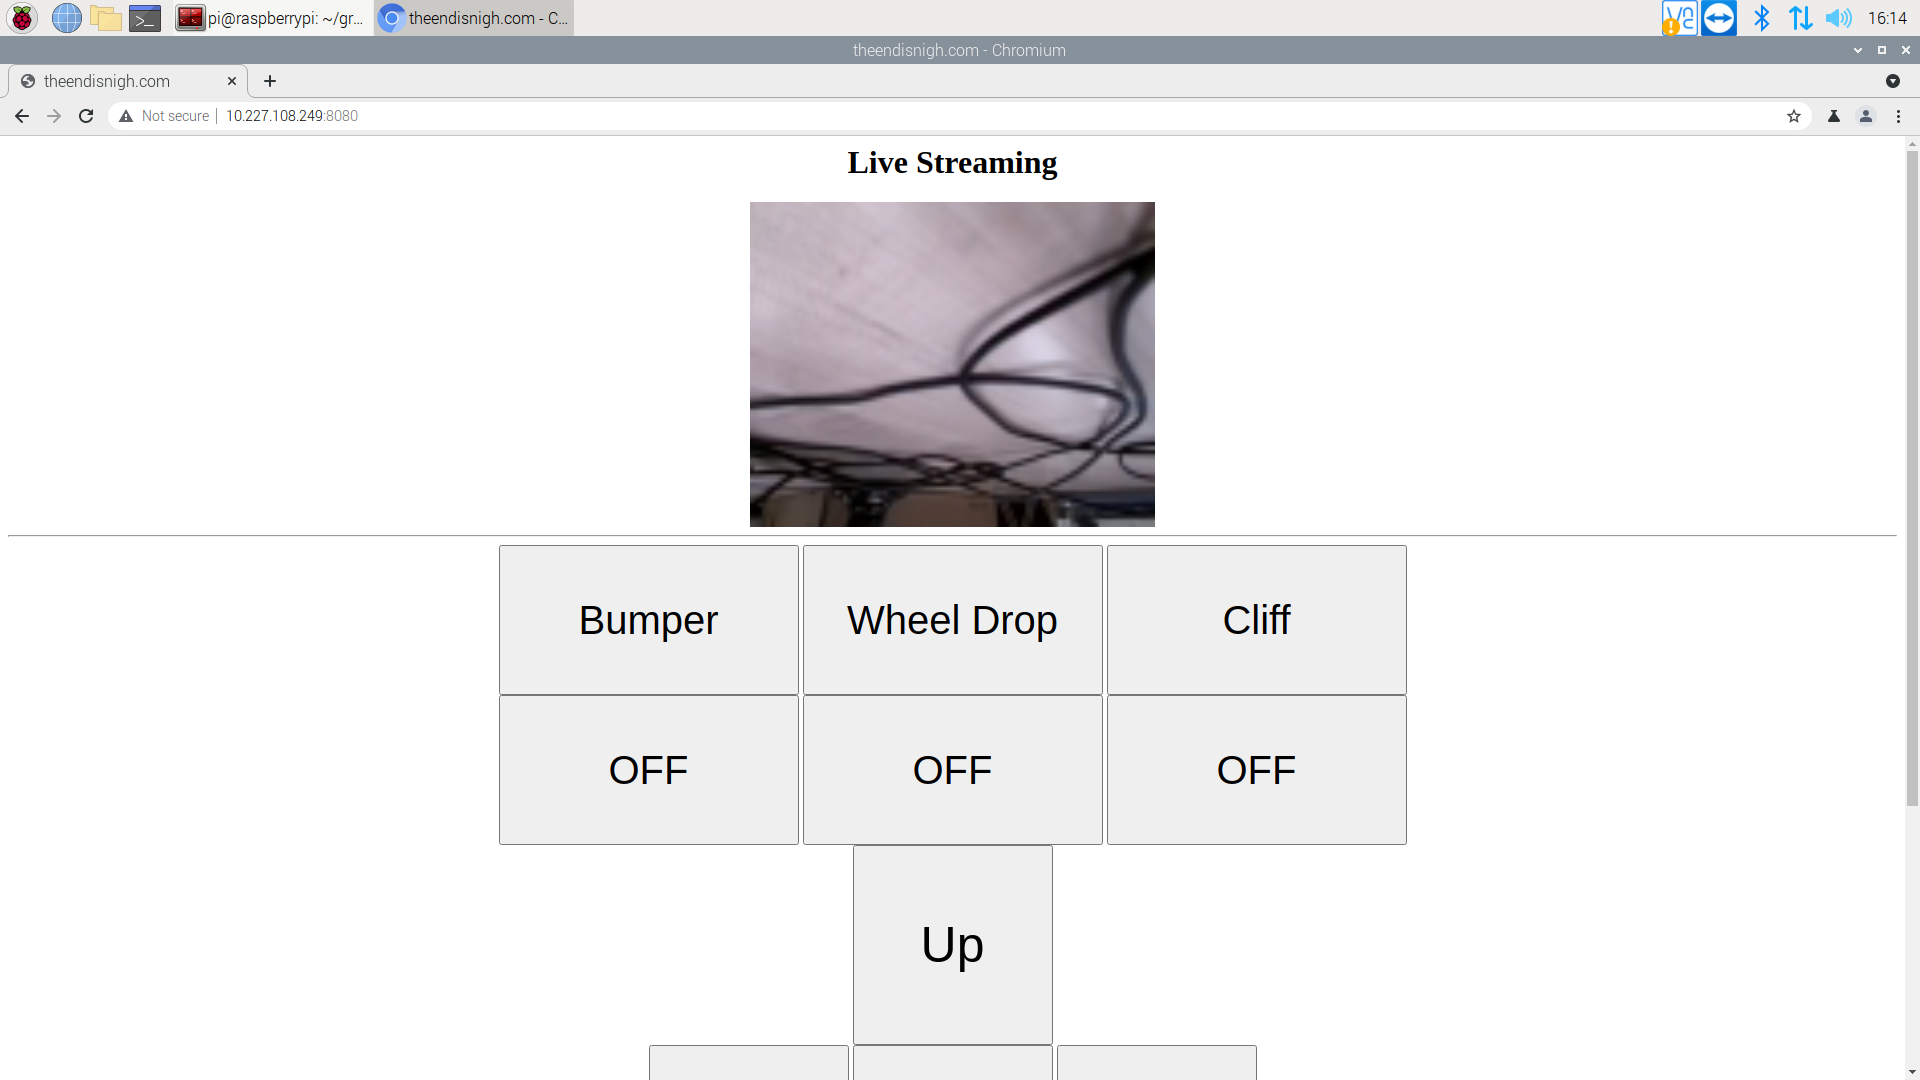 pi@raspberrypi: ~/gr...
theendisnigh.com - C...
16:14
theendisnigh.com - Chromium
theendisnigh.com
Not secure 10.227.108.249:8080
Live Streaming
Bumper Wheel Drop Cliff
OFF OFF OFF
Up